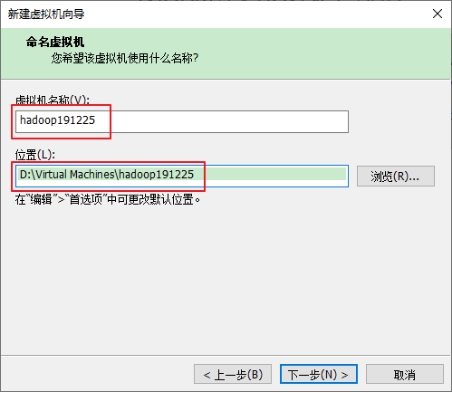 新建虚拟机向导
命名虚拟机
您希望该虚拟机使用什么名称?
虚拟机名称(V):
hadoop191225
位置(L):
D:\Virtual Machines\hadoop191225
浏览(R)...
在"编辑">"首选项"中可更改默认位置。
< 上一步(B)
下一步(N) >
取消